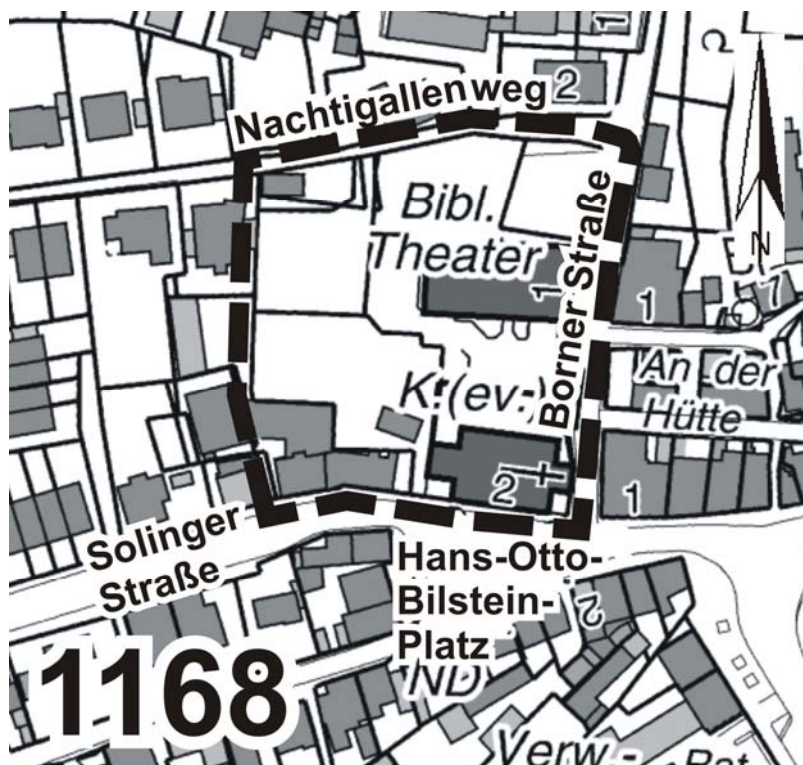 Nachtigallenweg
2
Bibl.
Theater
1
Borner Straße
1
7
N
An der
Hütte
K.(ev.)
2
1
Solinger
Straße
Hans-Otto-
Bilstein-
Platz
2
ND
1168
Verw.-